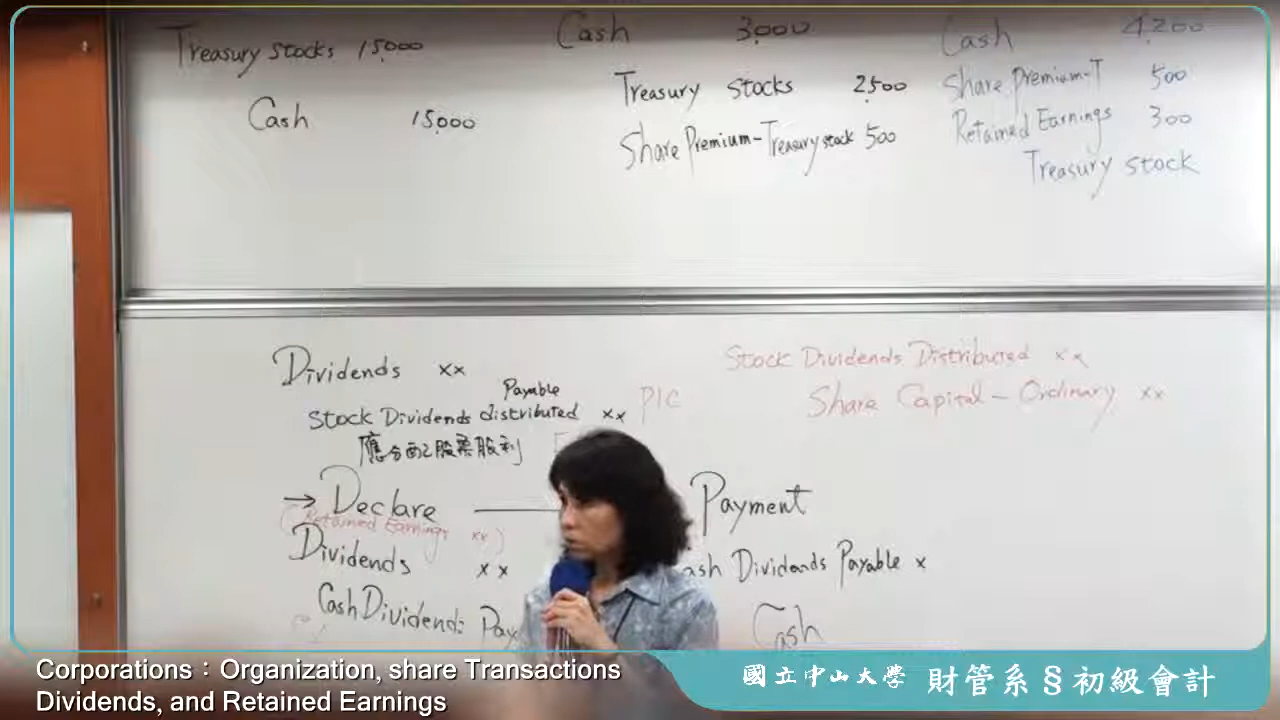 Treasury stocks 15,000
Cash 15,000
Cash 3,000
Treasury stocks 2,500
Share Premium-Treasury stock 500
Cash 4,200
Share Premium-T 500
Retained Earnings 300
Treasury stock
Dividends xx
Payable
Stock Dividends distributed xx PIC
應分配股票股利
Stock Dividends Distributed xx
Share Capital - Ordinary xx
→ Declare
(Retained Earnings xx)
Dividends xx
Cash Dividends Pay
Payment
ash Dividends Payable x
Cash
Corporations：Organization, share Transactions
Dividends, and Retained Earnings
國立中山大學 財管系§初級會計